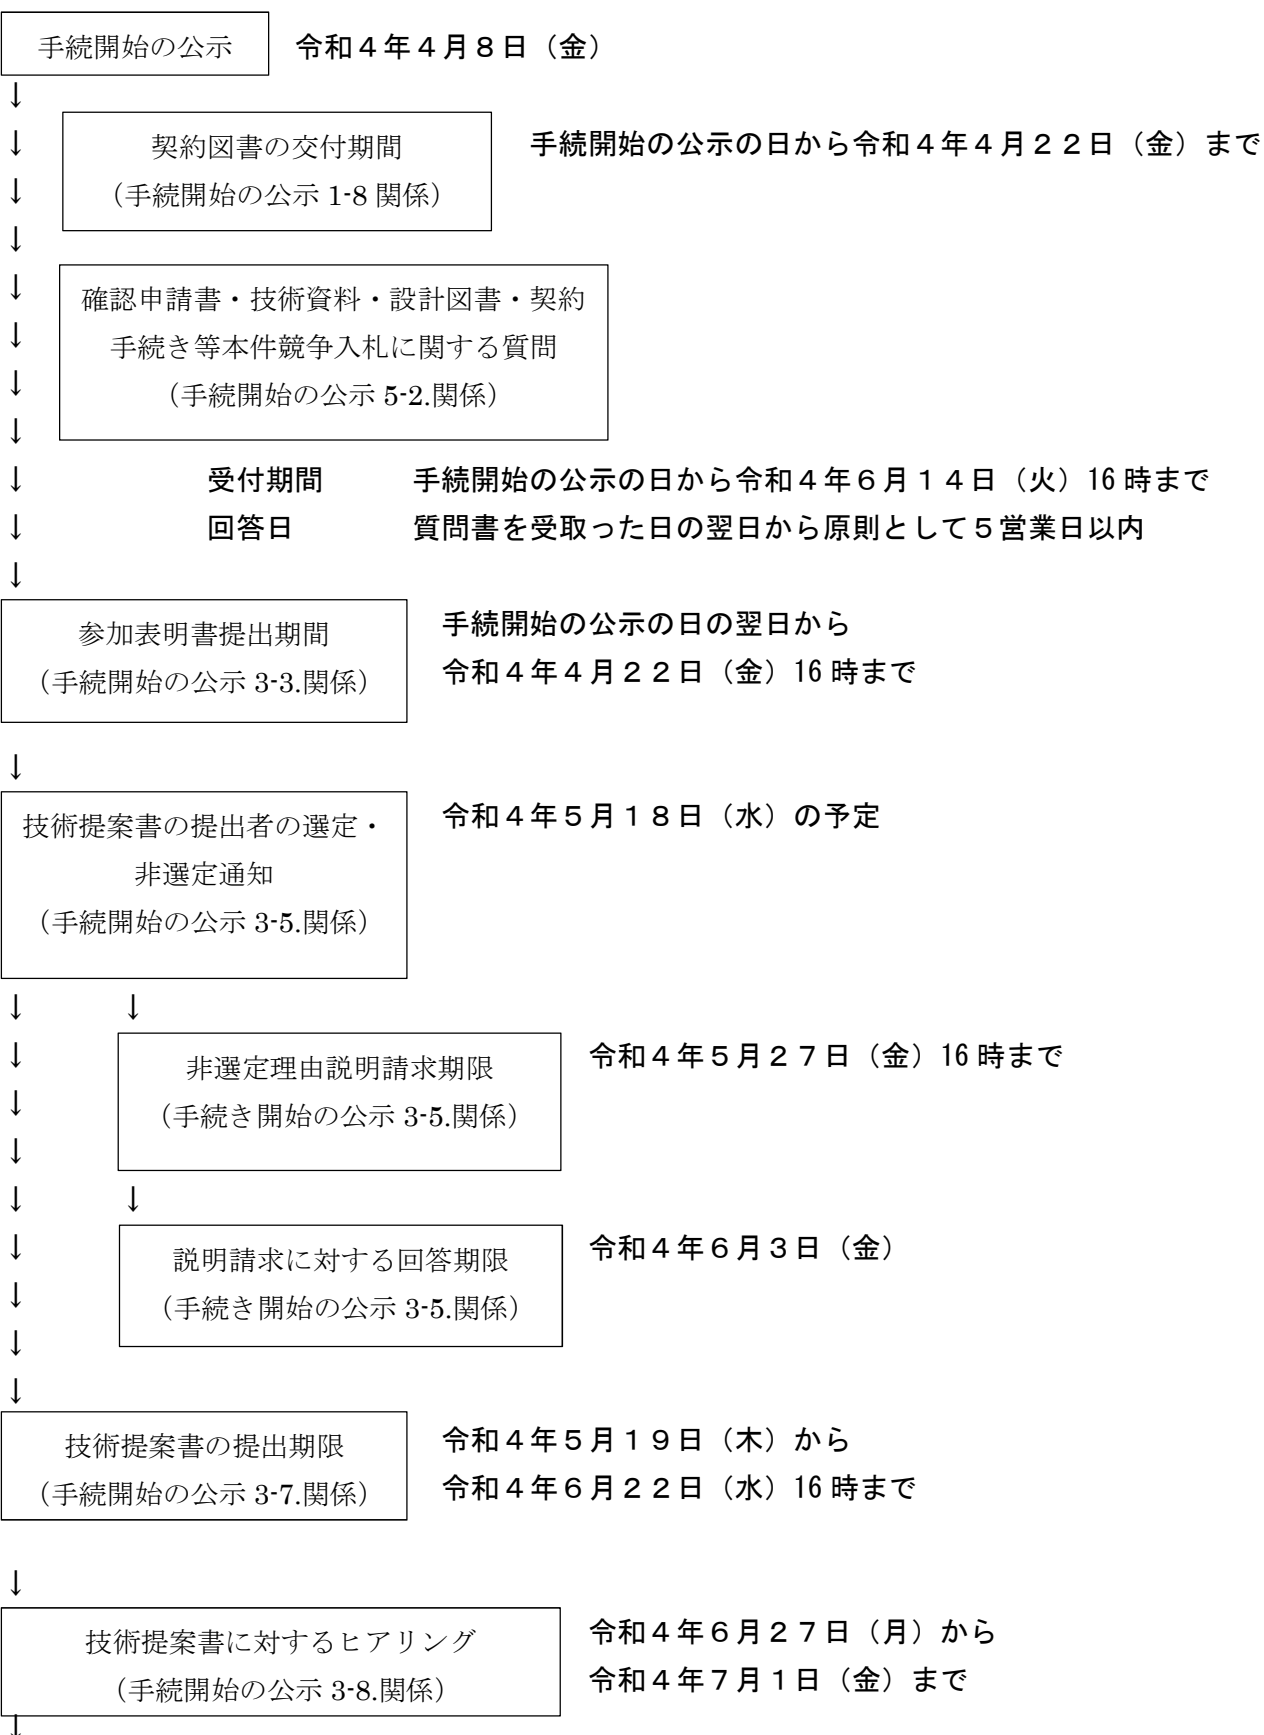 手続開始の公示 令和４年４月８日（金）
↓
↓ 契約図書の交付期間 手続開始の公示の日から令和４年４月２２日（金）まで
↓ （手続開始の公示 1-8 関係）
↓
↓ 確認申請書・技術資料・設計図書・契約
↓ 手続き等本件競争入札に関する質問
↓ （手続開始の公示 5-2.関係）
↓
↓ 受付期間 手続開始の公示の日から令和４年６月１４日（火）16 時まで
↓ 回答日 質問書を受取った日の翌日から原則として５営業日以内
↓
参加表明書提出期間 手続開始の公示の日の翌日から
（手続開始の公示 3-3.関係） 令和４年４月２２日（金）16 時まで
↓
技術提案書の提出者の選定・ 令和４年５月１８日（水）の予定
非選定通知
（手続開始の公示 3-5.関係）
↓ ↓
↓ 非選定理由説明請求期限 令和４年５月２７日（金）16 時まで
↓ （手続き開始の公示 3-5.関係）
↓
↓ ↓
↓ 説明請求に対する回答期限 令和４年６月３日（金）
↓ （手続き開始の公示 3-5.関係）
↓
↓
技術提案書の提出期限 令和４年５月１９日（木）から
（手続開始の公示 3-7.関係） 令和４年６月２２日（水）16 時まで
↓
技術提案書に対するヒアリング 令和４年６月２７日（月）から
（手続開始の公示 3-8.関係） 令和４年７月１日（金）まで
↓